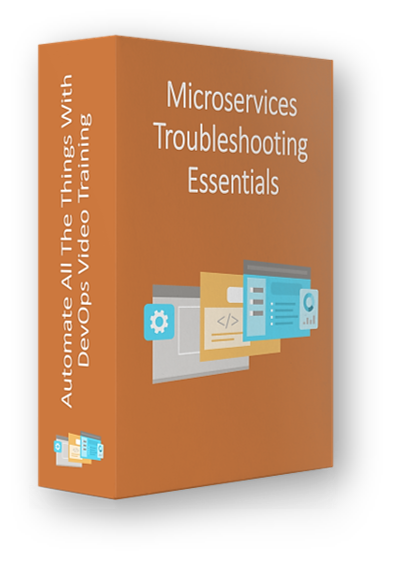 Microservices
Troubleshooting
Essentials
Automate All The Things With
DevOps Video Training
</>